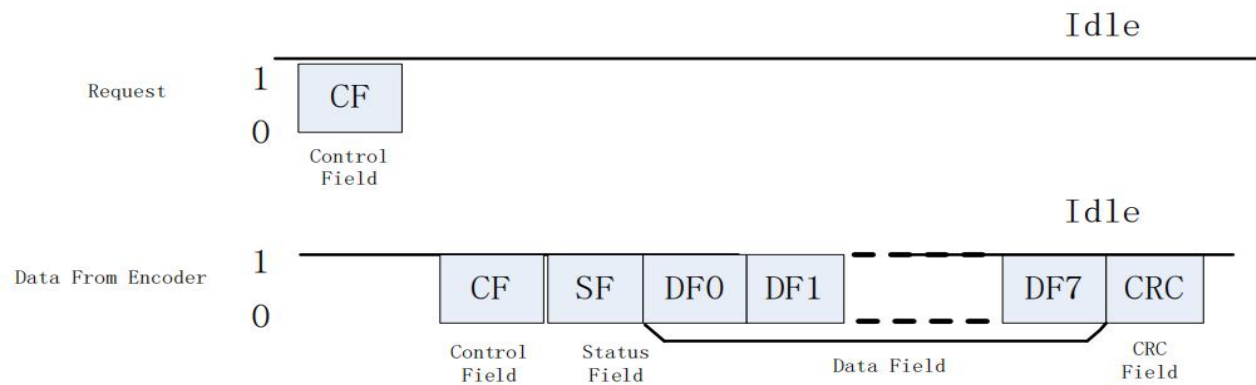 Idle
Request
1
0
CF
Control
Field
Idle
Data From Encoder
1
0
CF
SF
DF0
DF1
DF7
CRC
Control
Field
Status
Field
Data Field
CRC
Field